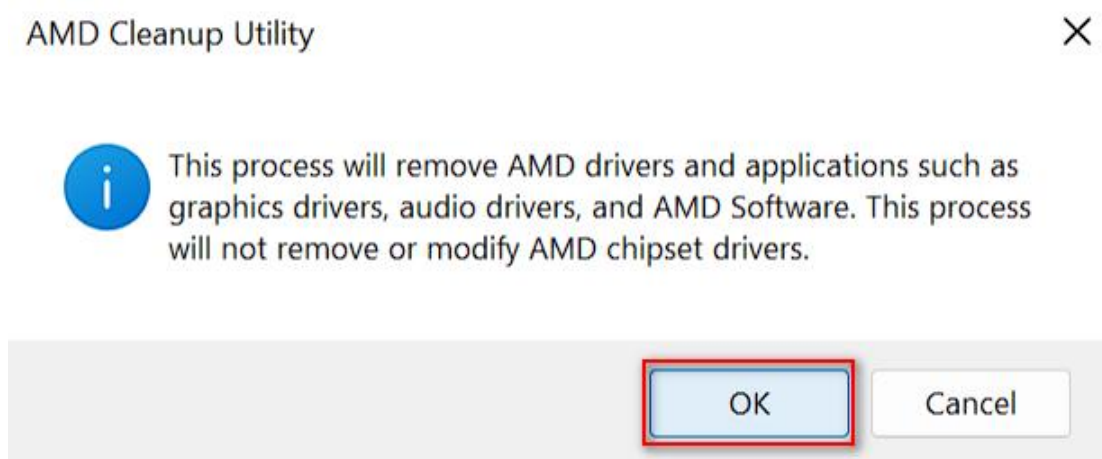 AMD Cleanup Utility
This process will remove AMD drivers and applications such as
graphics drivers, audio drivers, and AMD Software. This process
will not remove or modify AMD chipset drivers.
OK
Cancel